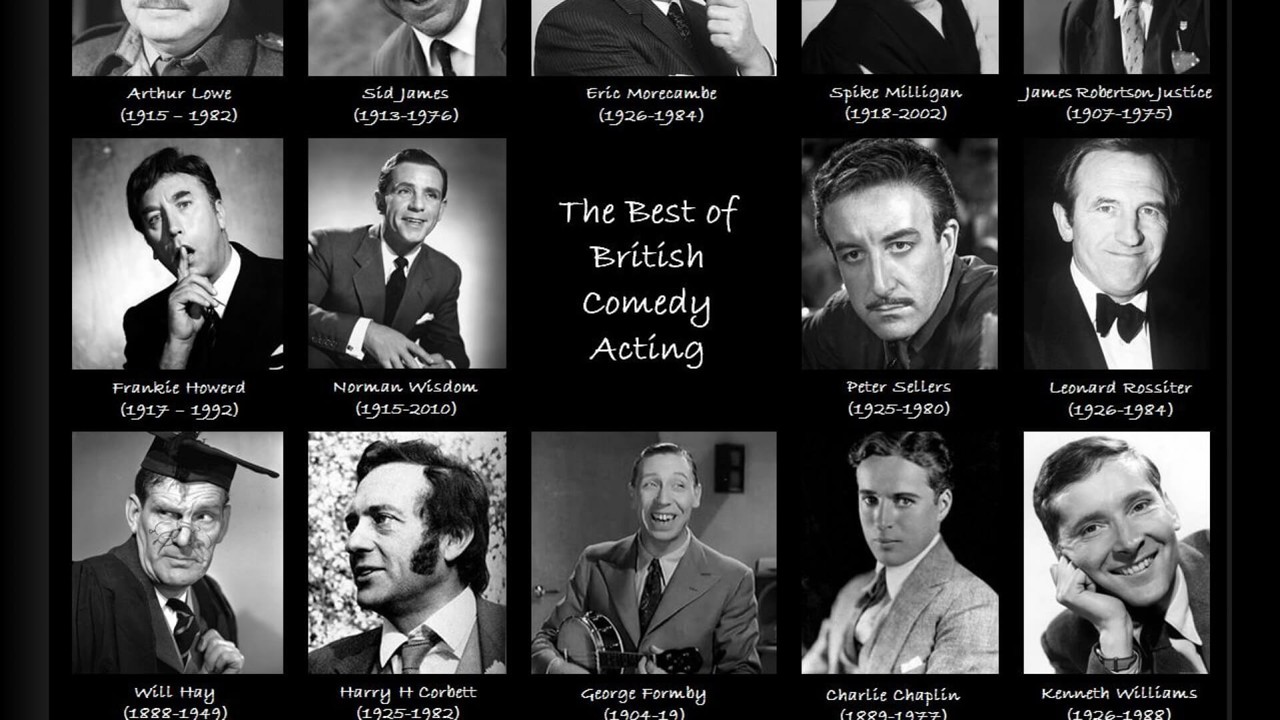 Arthur Lowe
(1915 – 1982)
Sid James
(1913-1976)
Eric Morecambe
(1926-1984)
Spike Milligan
(1918-2002)
James Robertson Justice
(1907-1975)
The Best of
British
Comedy
Acting
Frankie Howerd
(1917 – 1992)
Norman Wisdom
(1915-2010)
Peter Sellers
(1925-1980)
Leonard Rossiter
(1926-1984)
Will Hay
(1888-1949)
Harry H Corbett
(1925-1982)
George Formby
(1904-19)
Charlie Chaplin
(1889-1977)
Kenneth Williams
(1926-1988)